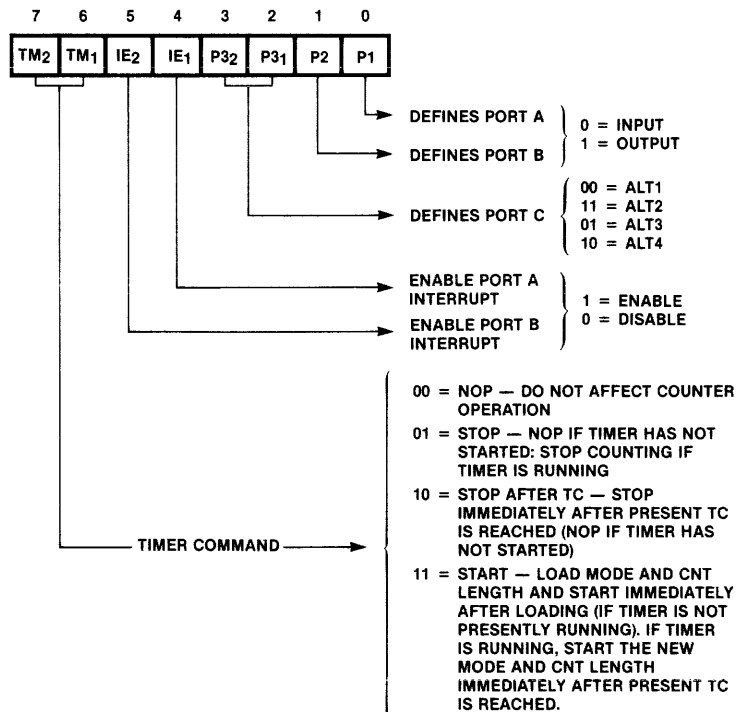 7 6 5 4 3 2 1 0
TM2 TM1 IE2 IE1 P32 P31 P2 P1
DEFINES PORT A
DEFINES PORT B
0 = INPUT
1 = OUTPUT
DEFINES PORT C
00 = ALT1
11 = ALT2
01 = ALT3
10 = ALT4
ENABLE PORT A
INTERRUPT
ENABLE PORT B
INTERRUPT
1 = ENABLE
0 = DISABLE
TIMER COMMAND
00 = NOP — DO NOT AFFECT COUNTER
OPERATION
01 = STOP — NOP IF TIMER HAS NOT
STARTED: STOP COUNTING IF
TIMER IS RUNNING
10 = STOP AFTER TC — STOP
IMMEDIATELY AFTER PRESENT TC
IS REACHED (NOP IF TIMER HAS
NOT STARTED)
11 = START — LOAD MODE AND CNT
LENGTH AND START IMMEDIATELY
AFTER LOADING (IF TIMER IS NOT
PRESENTLY RUNNING). IF TIMER
IS RUNNING, START THE NEW
MODE AND CNT LENGTH
IMMEDIATELY AFTER PRESENT TC
IS REACHED.